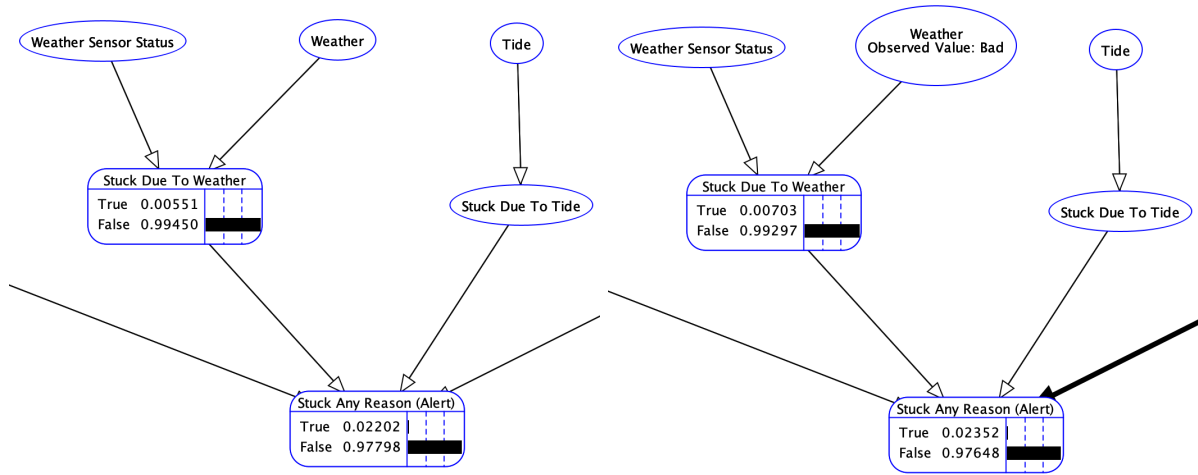 Weather Sensor Status
Weather
Tide
Stuck Due To Weather
True 0.00551
False 0.99450
Stuck Due To Tide
Stuck Any Reason (Alert)
True 0.02202
False 0.97798
Weather Sensor Status
Weather
Observed Value: Bad
Tide
Stuck Due To Weather
True 0.00703
False 0.99297
Stuck Due To Tide
Stuck Any Reason (Alert)
True 0.02352
False 0.97648